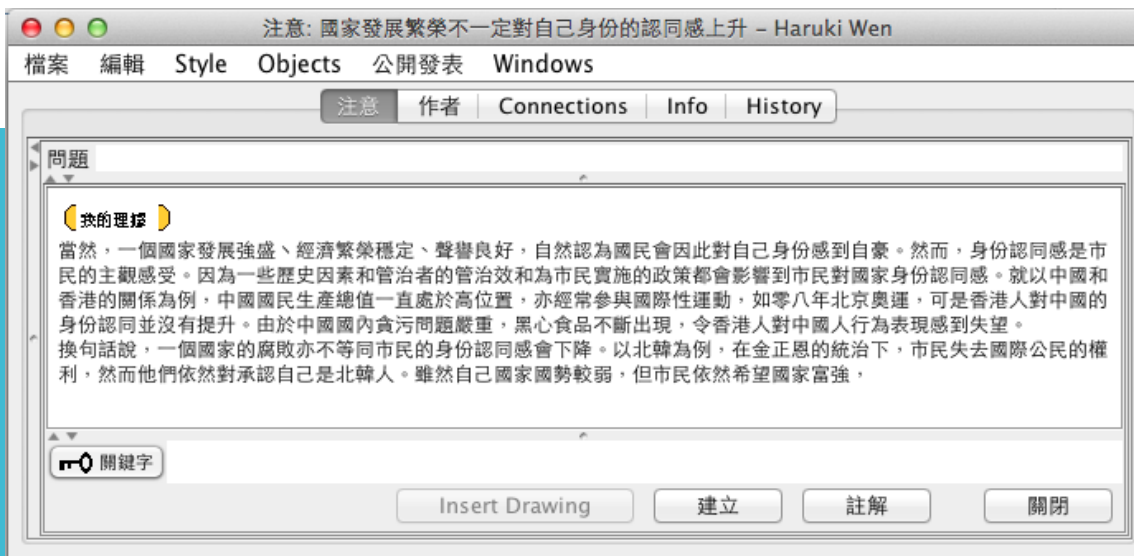 注意: 國家發展繁榮不一定對自己身份的認同感上升 – Haruki Wen
檔案 編輯 Style Objects 公開發表 Windows
注意 作者 Connections Info History
問題
我的理據
當然，一個國家發展強盛、經濟繁榮穩定、聲譽良好，自然認為國民會因此對自己身份感到自豪。然而，身份認同感是市
民的主觀感受。因為一些歷史因素和管治者的管治效和為市民實施的政策都會影響到市民對國家身份認同感。就以中國和
香港的關係為例，中國國民生產總值一直處於高位置，亦經常參與國際性運動，如零八年北京奧運，可是香港人對中國的
身份認同並沒有提升。由於中國國內貪污問題嚴重，黑心食品不斷出現，令香港人對中國人行為表現感到失望。
換句話說，一個國家的腐敗亦不等同市民的身份認同感會下降。以北韓為例，在金正恩的統治下，市民失去國際公民的權
利，然而他們依然對承認自己是北韓人。雖然自己國家國勢較弱，但市民依然希望國家富強，
關鍵字
Insert Drawing 建立 註解 關閉